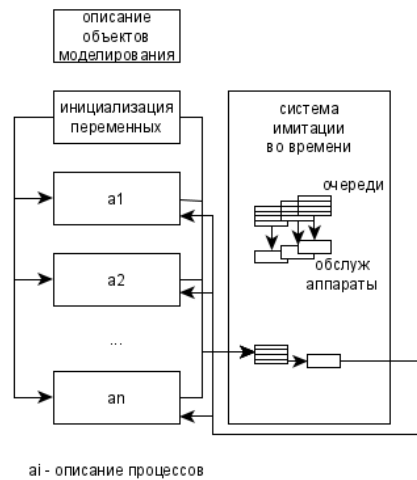 описание
объектов
моделирования
инициализация
переменных
система
имитации
во времени
a1
очереди
a2
обслуж
аппараты
...
an
ai - описание процессов